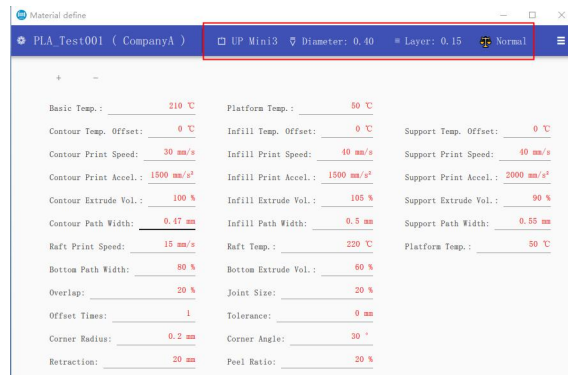 Material define
PLA_Test001 ( CompanyA ) UP Mini3 Diameter: 0.40 Layer: 0.15 Normal
+ -
Basic Temp.: 210 ℃ Platform Temp.: 50 ℃
Contour Temp. Offset: 0 ℃ Infill Temp. Offset: 0 ℃ Support Temp. Offset: 0 ℃
Contour Print Speed: 30 mm/s Infill Print Speed: 40 mm/s Support Print Speed: 40 mm/s
Contour Print Accel.: 1500 mm/s² Infill Print Accel.: 1500 mm/s² Support Print Accel.: 2000 mm/s²
Contour Extrude Vol.: 100 % Infill Extrude Vol.: 105 % Support Extrude Vol.: 90 %
Contour Path Width: 0.47 mm Infill Path Width: 0.5 mm Support Path Width: 0.55 mm
Raft Print Speed: 15 mm/s Raft Temp.: 220 ℃ Platform Temp.: 50 ℃
Bottom Path Width: 80 % Bottom Extrude Vol.: 60 %
Overlap: 20 % Joint Size: 20 %
Offset Times: 1 Tolerance: 0 mm
Corner Radius: 0.2 mm Corner Angle: 30 °
Retraction: 20 mm Peel Ratio: 20 %